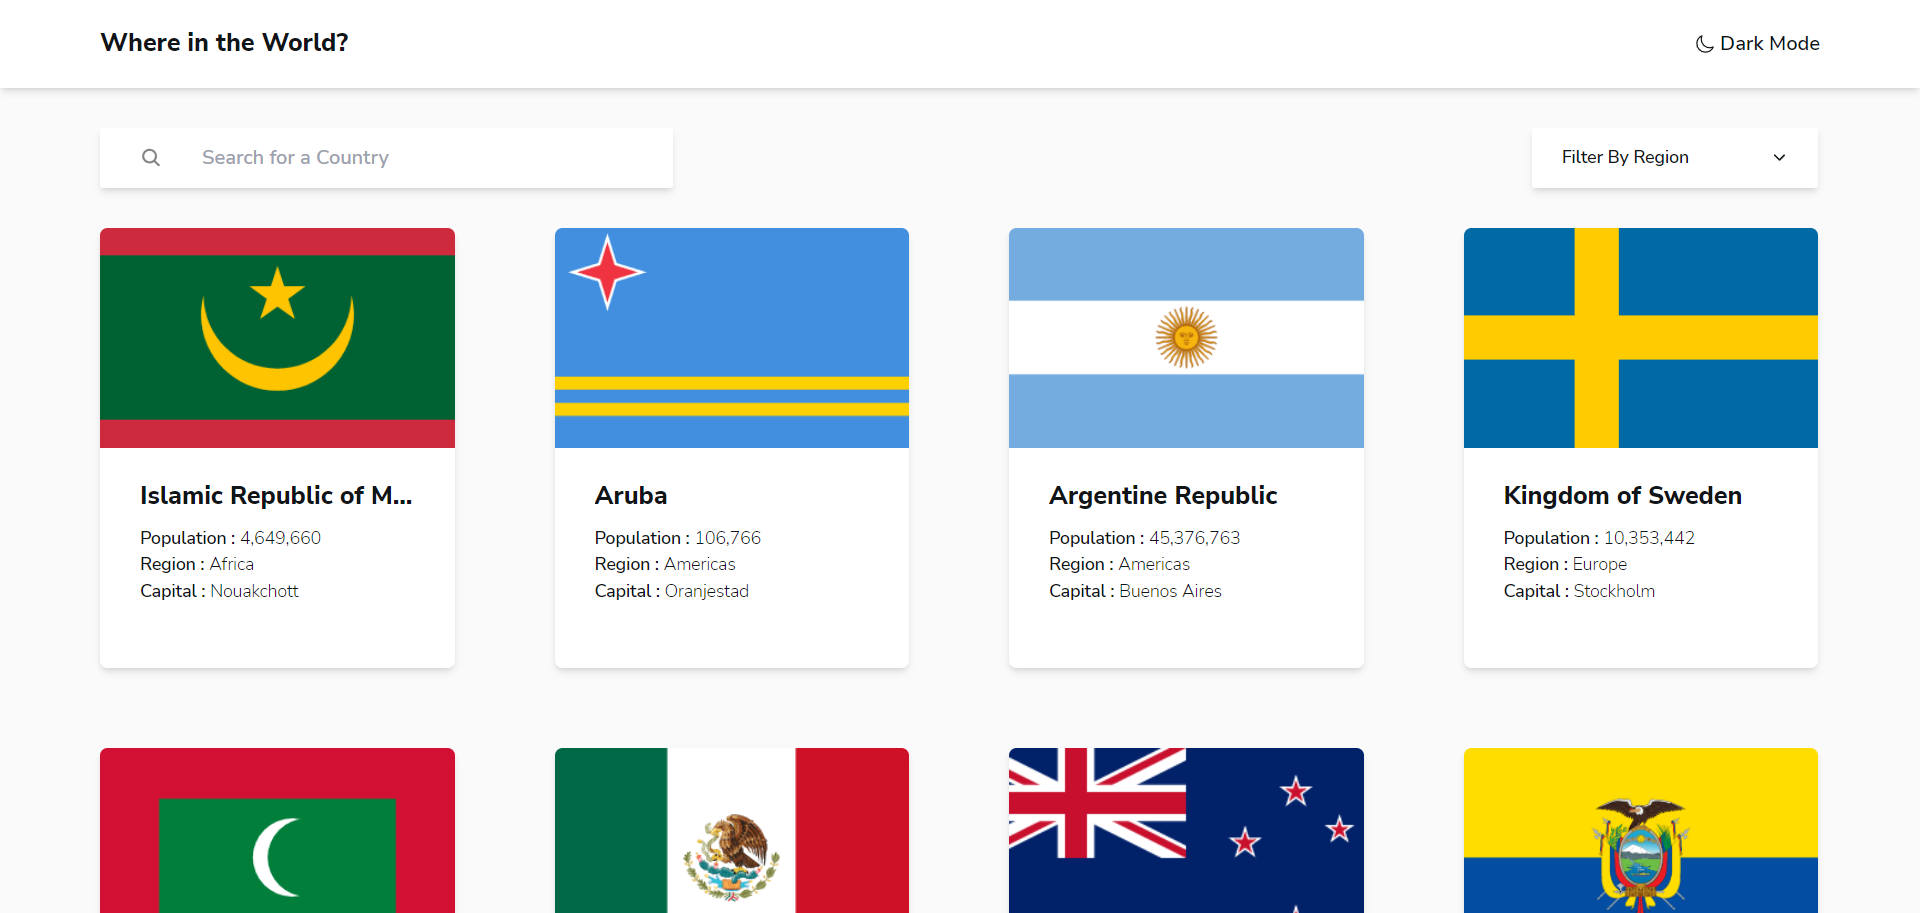 Where in the World?
Dark Mode
Search for a Country
Filter By Region
Islamic Republic of M...
Population : 4,649,660
Region : Africa
Capital : Nouakchott
Aruba
Population : 106,766
Region : Americas
Capital : Oranjestad
Argentine Republic
Population : 45,376,763
Region : Americas
Capital : Buenos Aires
Kingdom of Sweden
Population : 10,353,442
Region : Europe
Capital : Stockholm